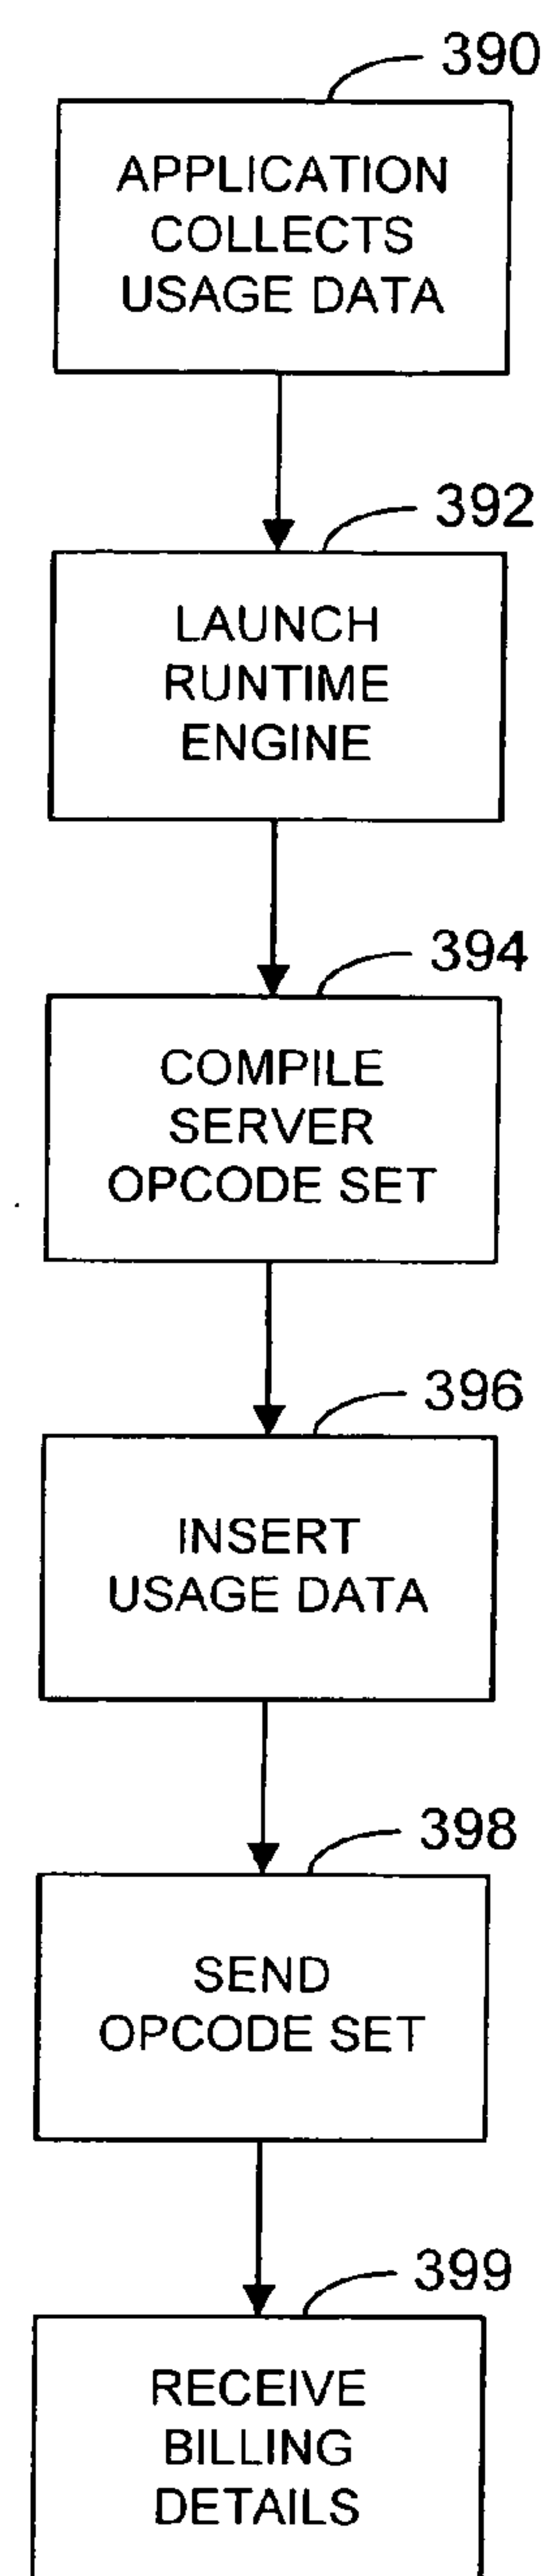 390
APPLICATION
COLLECTS
USAGE DATA
392
LAUNCH
RUNTIME
ENGINE
394
COMPILE
SERVER
OPCODE SET
396
INSERT
USAGE DATA
398
SEND
OPCODE SET
399
RECEIVE
BILLING
DETAILS